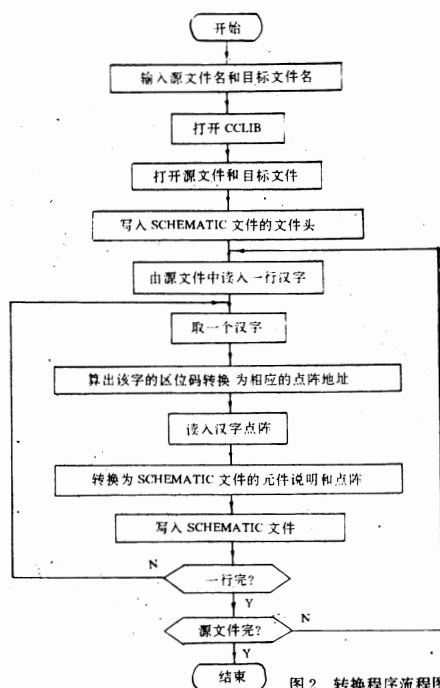 开始
输入源文件名和目标文件名
打开 CCLIB
打开源文件和目标文件
写入 SCHEMATIC 文件的文件头
由源文件中读入一行汉字
取一个汉字
算出该字的区位码转换 为相应的点阵地址
读入汉字点阵
转换为 SCHEMATIC 文件的元件说明和点阵
写入 SCHEMATIC 文件
N
一行完?
Y
N
源文件完?
Y
结束
图 2 转换程序流程图